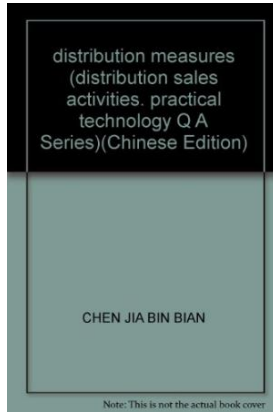 distribution measures
(distribution sales
activities. practical
technology Q A
Series)(Chinese Edition)
CHEN JIA BIN BIAN
Note: This is not the actual book cover